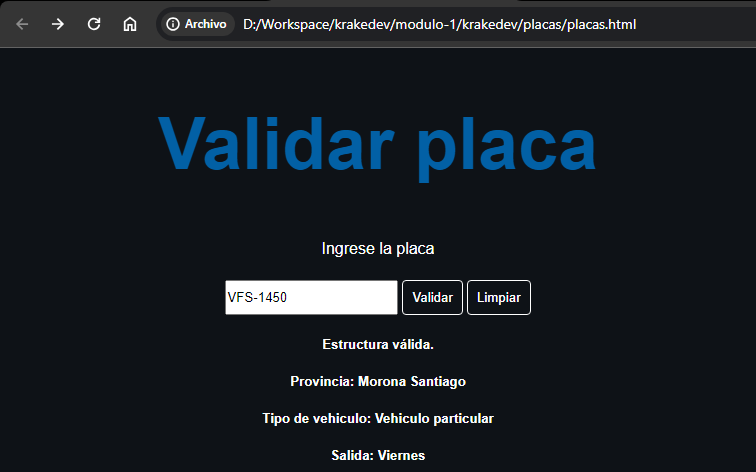 Archivo D:/Workspace/krakedev/modulo-1/krakedev/placas/placas.html
Validar placa
Ingrese la placa
VFS-1450 Validar Limpiar
Estructura válida.
Provincia: Morona Santiago
Tipo de vehiculo: Vehiculo particular
Salida: Viernes